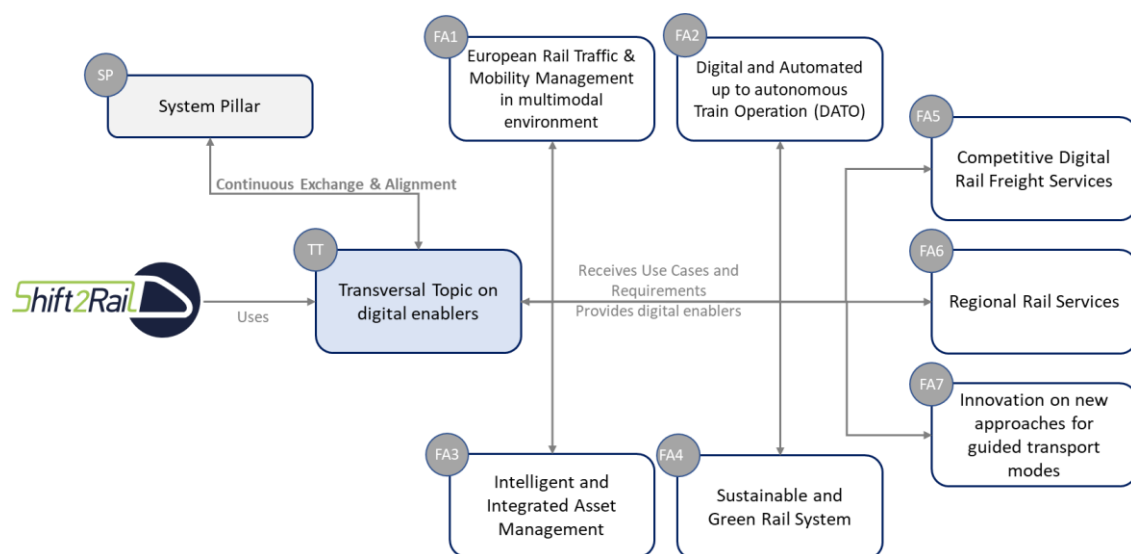 FA1
European Rail Traffic &
Mobility Management
in multimodal
environment
FA2
Digital and Automated
up to autonomous
Train Operation (DATO)
SP
System Pillar
FA5
Competitive Digital
Rail Freight Services
Continuous Exchange & Alignment
TT
Transversal Topic on
digital enablers
Shift2Rail
Uses
Receives Use Cases and
Requirements
Provides digital enablers
FA6
Regional Rail Services
FA7
Innovation on new
approaches for
guided transport
modes
FA3
Intelligent and
Integrated Asset
Management
FA4
Sustainable and
Green Rail System